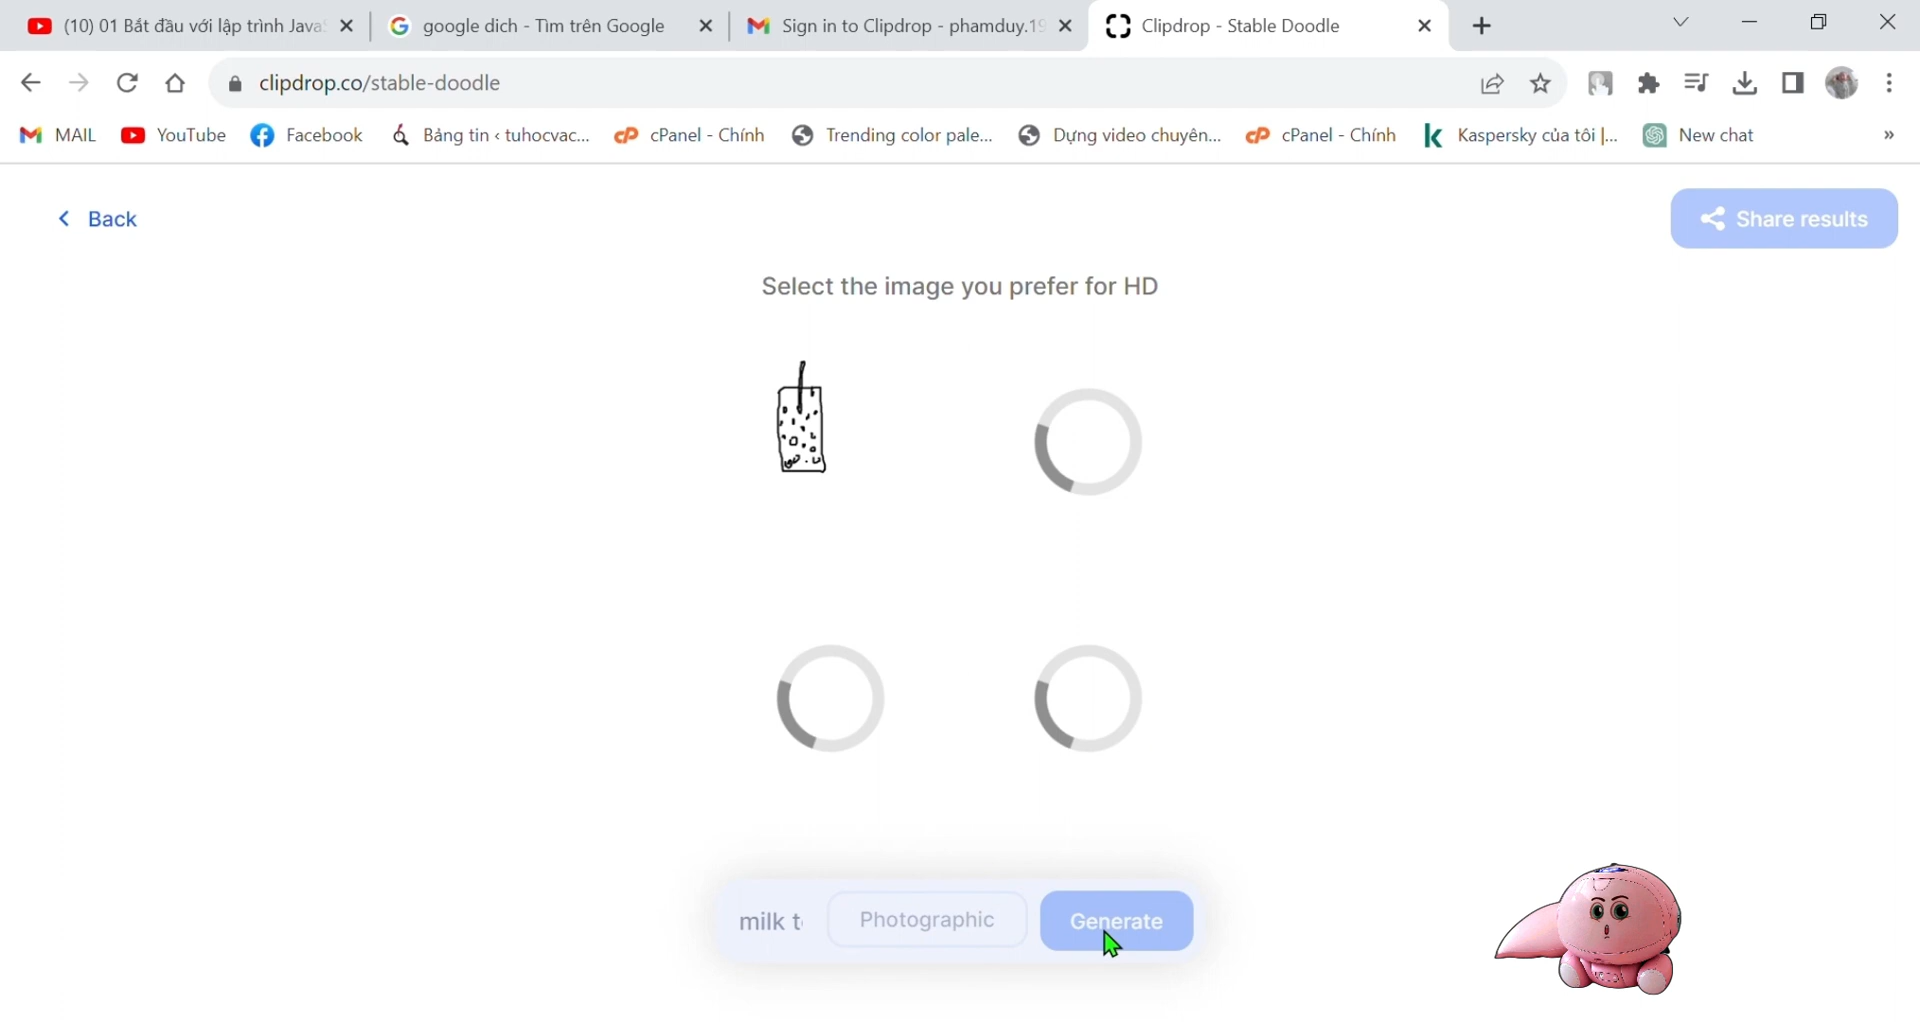 (10) 01 Bắt đầu với lập trình Java
google dich - Tìm trên Google
Sign in to Clipdrop - phamduy.19
Clipdrop - Stable Doodle
clipdrop.co/stable-doodle
MAIL
YouTube
Facebook
Bảng tin ‹ tuhocvac...
cPanel - Chính
Trending color pale...
Dựng video chuyên...
cPanel - Chính
Kaspersky của tôi |...
New chat
»
Back
Share results
Select the image you prefer for HD
milk t
Photographic
Generate